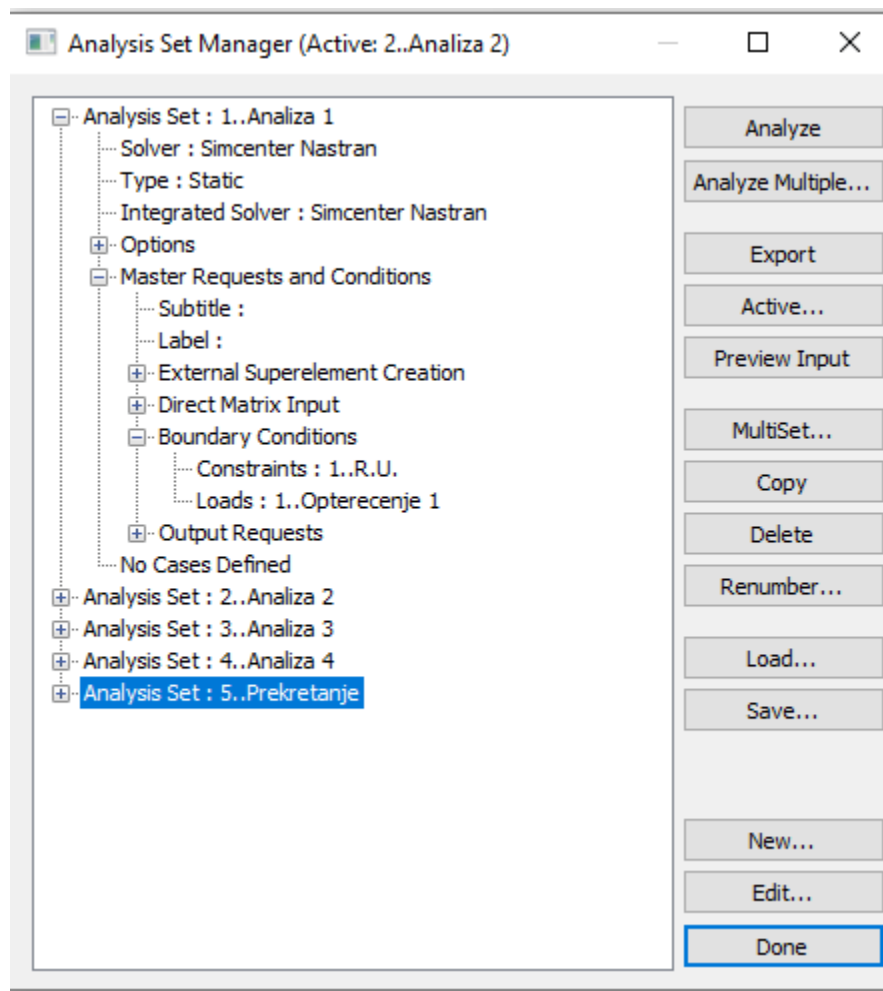 Analysis Set Manager (Active: 2..Analiza 2)
Analysis Set : 1..Analiza 1
Solver : Simcenter Nastran
Type : Static
Integrated Solver : Simcenter Nastran
Options
Master Requests and Conditions
Subtitle :
Label :
External Superelement Creation
Direct Matrix Input
Boundary Conditions
Constraints : 1..R.U.
Loads : 1..Opterecenje 1
Output Requests
No Cases Defined
Analysis Set : 2..Analiza 2
Analysis Set : 3..Analiza 3
Analysis Set : 4..Analiza 4
Analysis Set : 5..Prekretanje
Analyze
Analyze Multiple...
Export
Active...
Preview Input
MultiSet...
Copy
Delete
Renumber...
Load...
Save...
New...
Edit...
Done